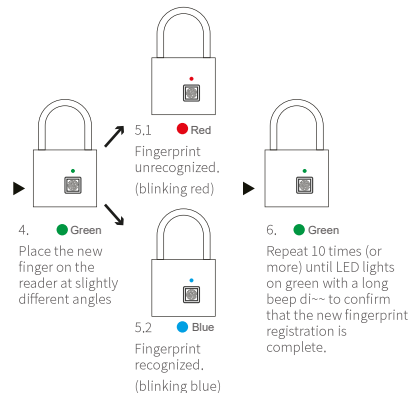 4. Green
Place the new
finger on the
reader at slightly
different angles
5.1 Red
Fingerprint
unrecognized.
(blinking red)
5.2 Blue
Fingerprint
recognized.
(blinking blue)
6. Green
Repeat 10 times (or
more) until LED lights
on green with a long
beep di~~ to confirm
that the new fingerprint
registration is
complete.